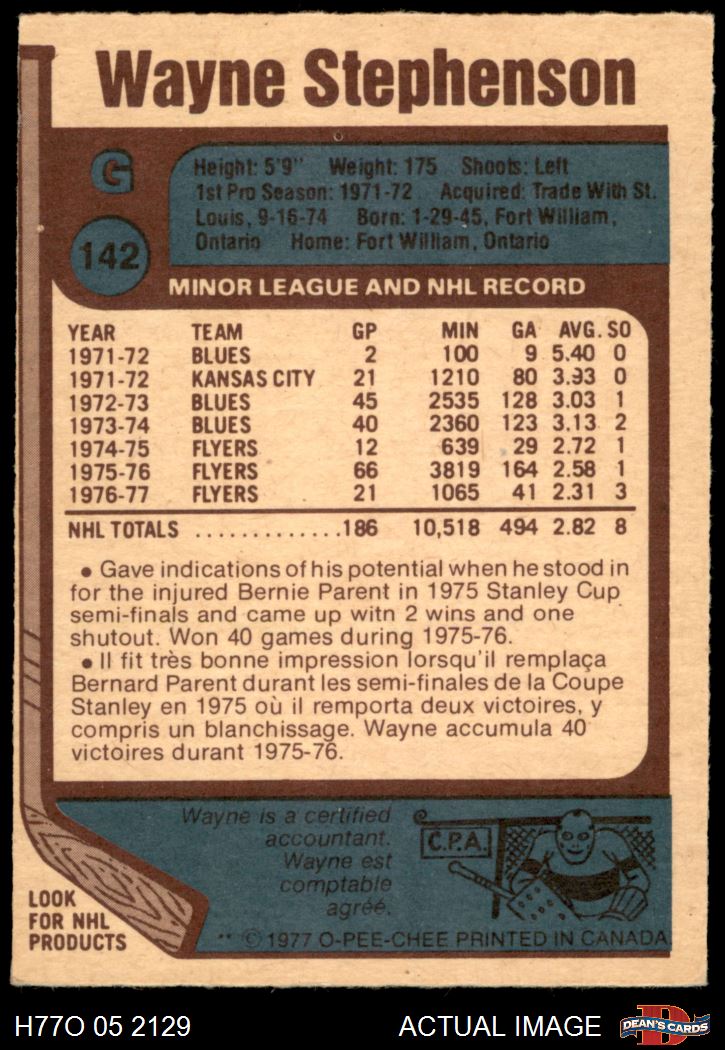 Wayne Stephenson
G
142
Height: 5'9" Weight: 175 Shoots: Left
1st Pro Season: 1971-72 Acquired: Trade With St.
Louis, 9-16-74 Born: 1-29-45, Fort William,
Ontario Home: Fort William, Ontario
MINOR LEAGUE AND NHL RECORD
YEAR TEAM GP MIN GA AVG. SO
1971-72 BLUES 2 100 9 5.40 0
1971-72 KANSAS CITY 21 1210 80 3.93 0
1972-73 BLUES 45 2535 128 3.03 1
1973-74 BLUES 40 2360 123 3.13 2
1974-75 FLYERS 12 639 29 2.72 1
1975-76 FLYERS 66 3819 164 2.58 1
1976-77 FLYERS 21 1065 41 2.31 3
NHL TOTALS .............186 10,518 494 2.82 8
• Gave indications of his potential when he stood in
for the injured Bernie Parent in 1975 Stanley Cup
semi-finals and came up witn 2 wins and one
shutout. Won 40 games during 1975-76.
• Il fit très bonne impression lorsqu'il remplaça
Bernard Parent durant les semi-finales de la Coupe
Stanley en 1975 où il remporta deux victoires, y
compris un blanchissage. Wayne accumula 40
victoires durant 1975-76.
Wayne is a certified
accountant.
Wayne est
comptable
agréé.
C.P.A.
LOOK
FOR NHL
PRODUCTS
** © 1977 O-PEE-CHEE PRINTED IN CANADA
H77O 05 2129 ACTUAL IMAGE
D
DEAN'S CARDS